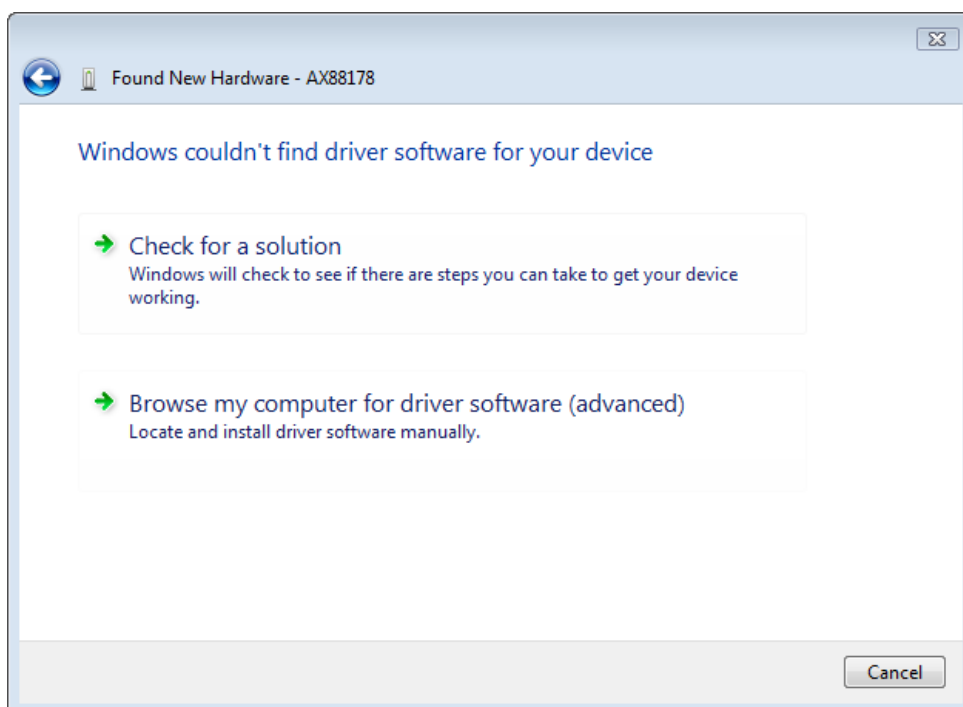 Found New Hardware - AX88178
Windows couldn't find driver software for your device
Check for a solution
Windows will check to see if there are steps you can take to get your device
working.
Browse my computer for driver software (advanced)
Locate and install driver software manually.
Cancel